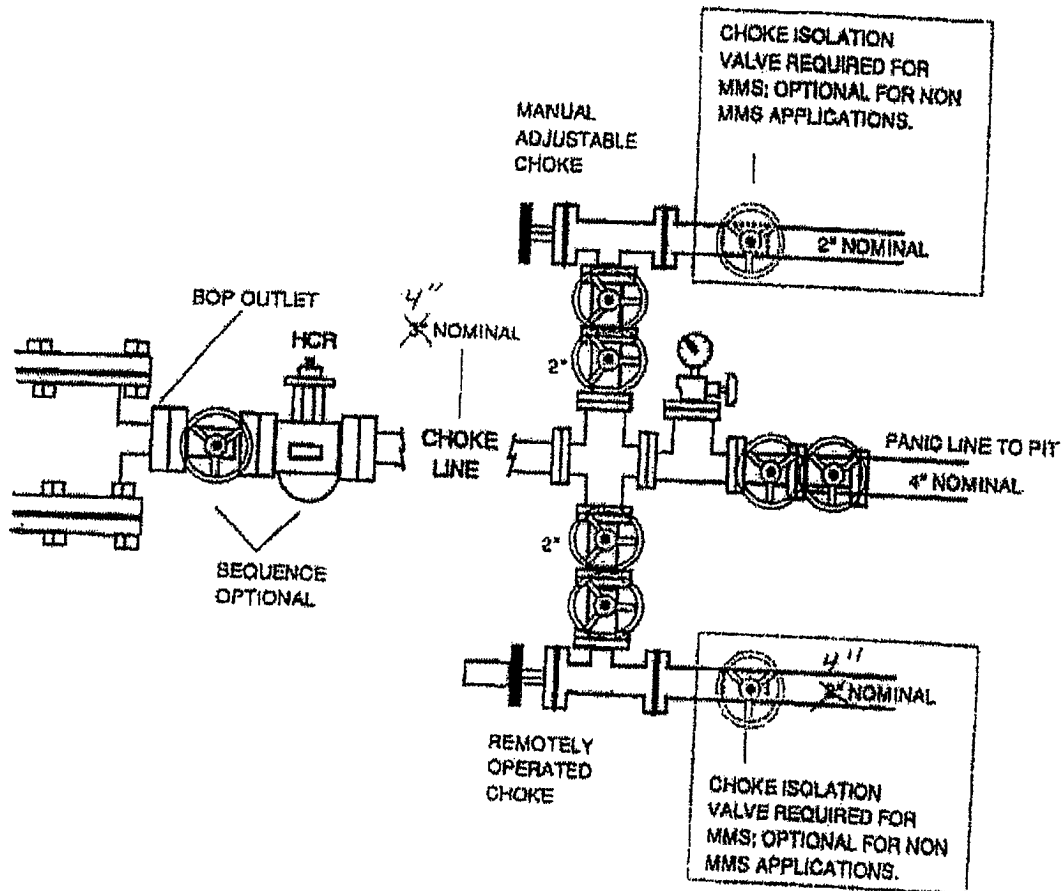 CHOKE ISOLATION
VALVE REQUIRED FOR
MMS; OPTIONAL FOR NON
MMS APPLICATIONS.
MANUAL
ADJUSTABLE
CHOKE
2" NOMINAL
BOP OUTLET
4"
3" NOMINAL
HCR
2"
CHOKE
LINE
PANIC LINE TO PIT
4" NOMINAL
2"
SEQUENCE
OPTIONAL
4"
NOMINAL
REMOTELY
OPERATED
CHOKE
CHOKE ISOLATION
VALVE REQUIRED FOR
MMS; OPTIONAL FOR NON
MMS APPLICATIONS.